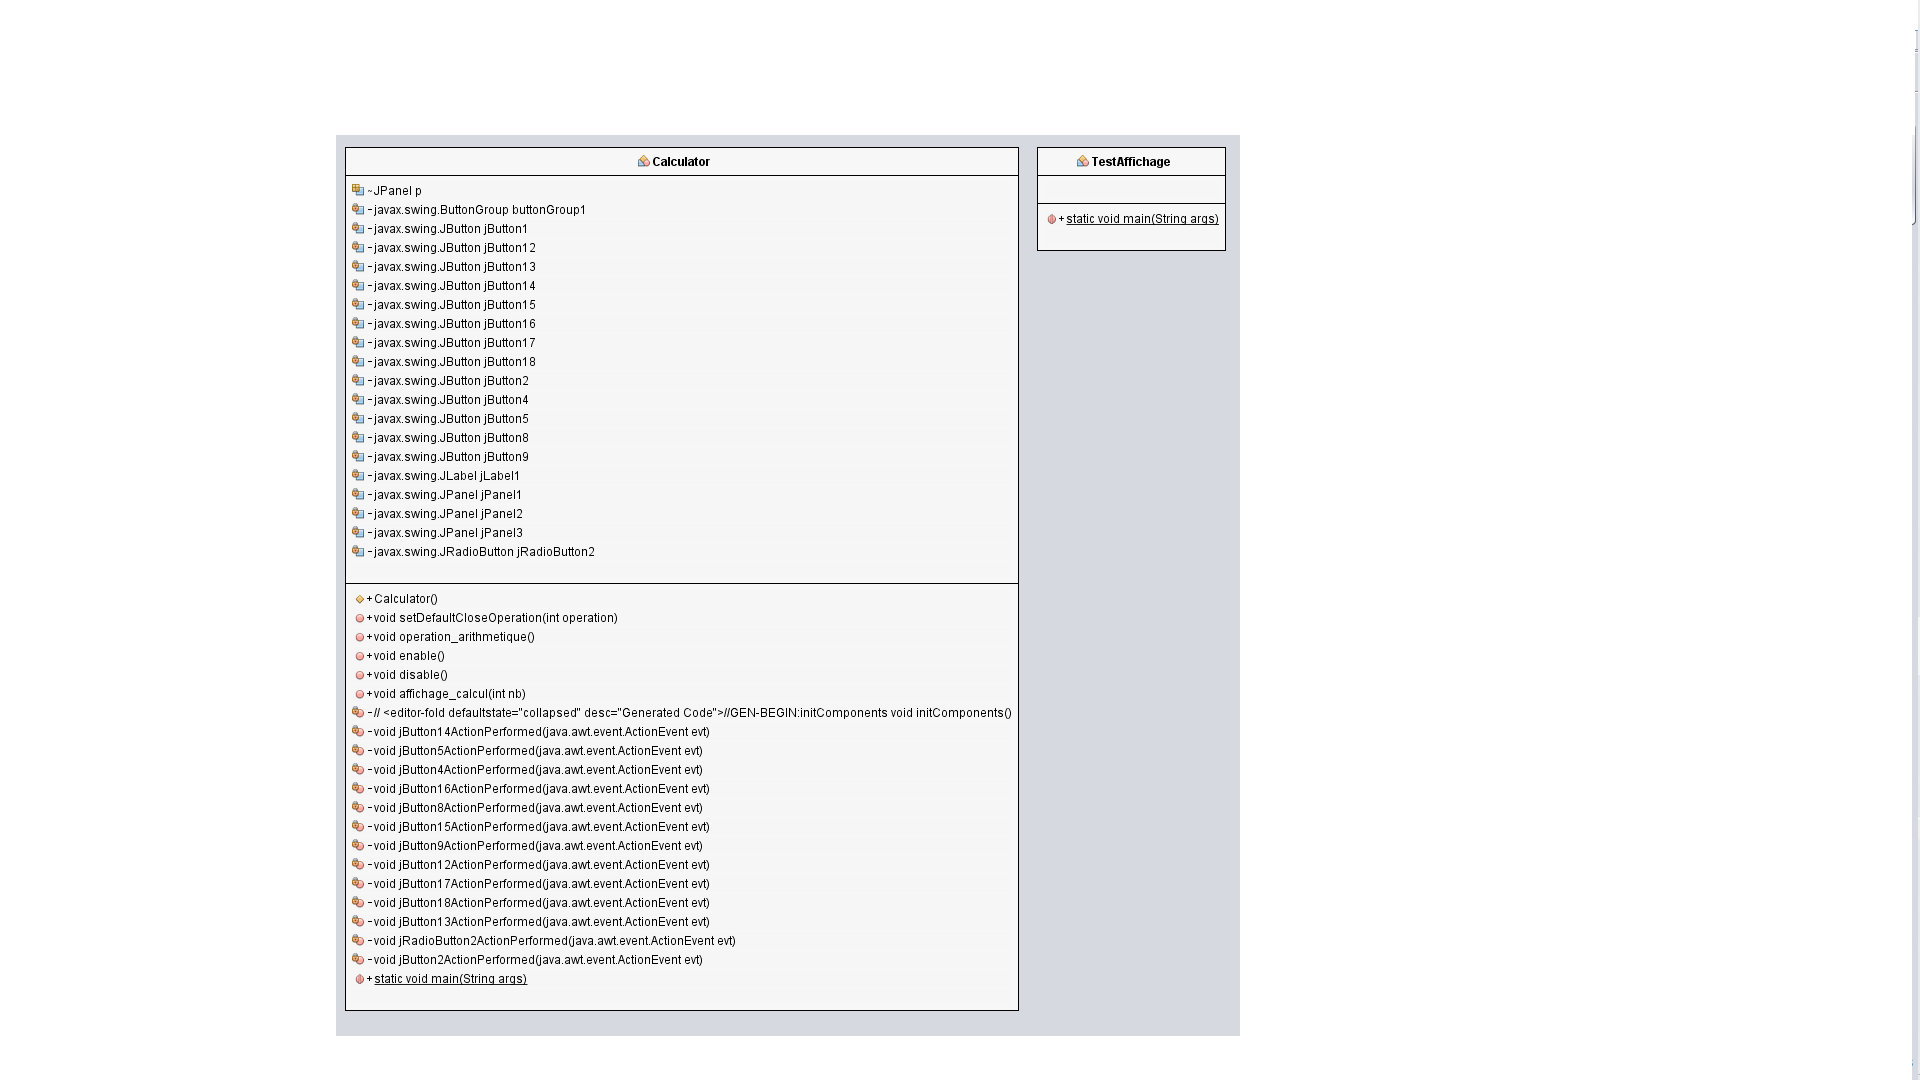 Calculator
~JPanel p
-javax.swing.ButtonGroup buttonGroup1
-javax.swing.JButton jButton1
-javax.swing.JButton jButton12
-javax.swing.JButton jButton13
-javax.swing.JButton jButton14
-javax.swing.JButton jButton15
-javax.swing.JButton jButton16
-javax.swing.JButton jButton17
-javax.swing.JButton jButton18
-javax.swing.JButton jButton2
-javax.swing.JButton jButton4
-javax.swing.JButton jButton5
-javax.swing.JButton jButton8
-javax.swing.JButton jButton9
-javax.swing.JLabel jLabel1
-javax.swing.JPanel jPanel1
-javax.swing.JPanel jPanel2
-javax.swing.JPanel jPanel3
-javax.swing.JRadioButton jRadioButton2
+Calculator()
+void setDefaultCloseOperation(int operation)
+void operation_arithmetique()
+void enable()
+void disable()
+void affichage_calcul(int nb)
-// <editor-fold defaultstate="collapsed" desc="Generated Code">//GEN-BEGIN:initComponents void initComponents()
-void jButton14ActionPerformed(java.awt.event.ActionEvent evt)
-void jButton5ActionPerformed(java.awt.event.ActionEvent evt)
-void jButton4ActionPerformed(java.awt.event.ActionEvent evt)
-void jButton16ActionPerformed(java.awt.event.ActionEvent evt)
-void jButton8ActionPerformed(java.awt.event.ActionEvent evt)
-void jButton15ActionPerformed(java.awt.event.ActionEvent evt)
-void jButton9ActionPerformed(java.awt.event.ActionEvent evt)
-void jButton12ActionPerformed(java.awt.event.ActionEvent evt)
-void jButton17ActionPerformed(java.awt.event.ActionEvent evt)
-void jButton18ActionPerformed(java.awt.event.ActionEvent evt)
-void jButton13ActionPerformed(java.awt.event.ActionEvent evt)
-void jRadioButton2ActionPerformed(java.awt.event.ActionEvent evt)
-void jButton2ActionPerformed(java.awt.event.ActionEvent evt)
+static void main(String args)
TestAffichage
+static void main(String args)